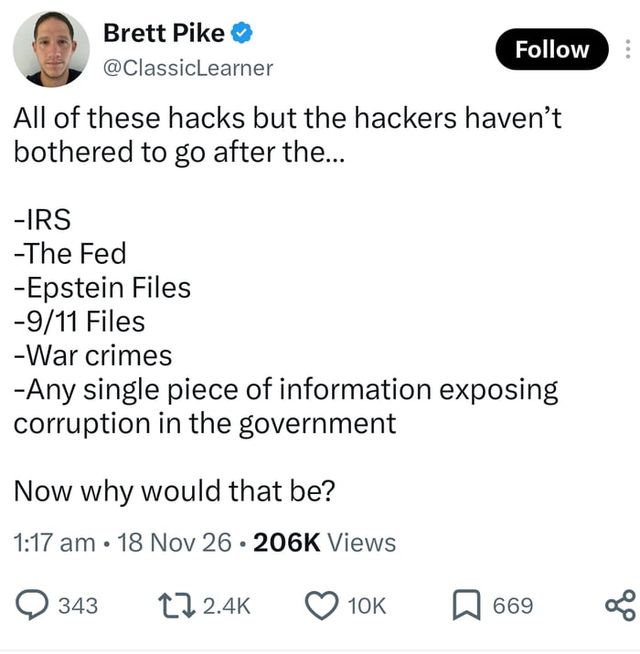 Brett Pike
@ClassicLearner
Follow
All of these hacks but the hackers haven’t
bothered to go after the...
-IRS
-The Fed
-Epstein Files
-9/11 Files
-War crimes
-Any single piece of information exposing
corruption in the government
Now why would that be?
1:17 am • 18 Nov 26 • 206K Views
343 2.4K 10K 669